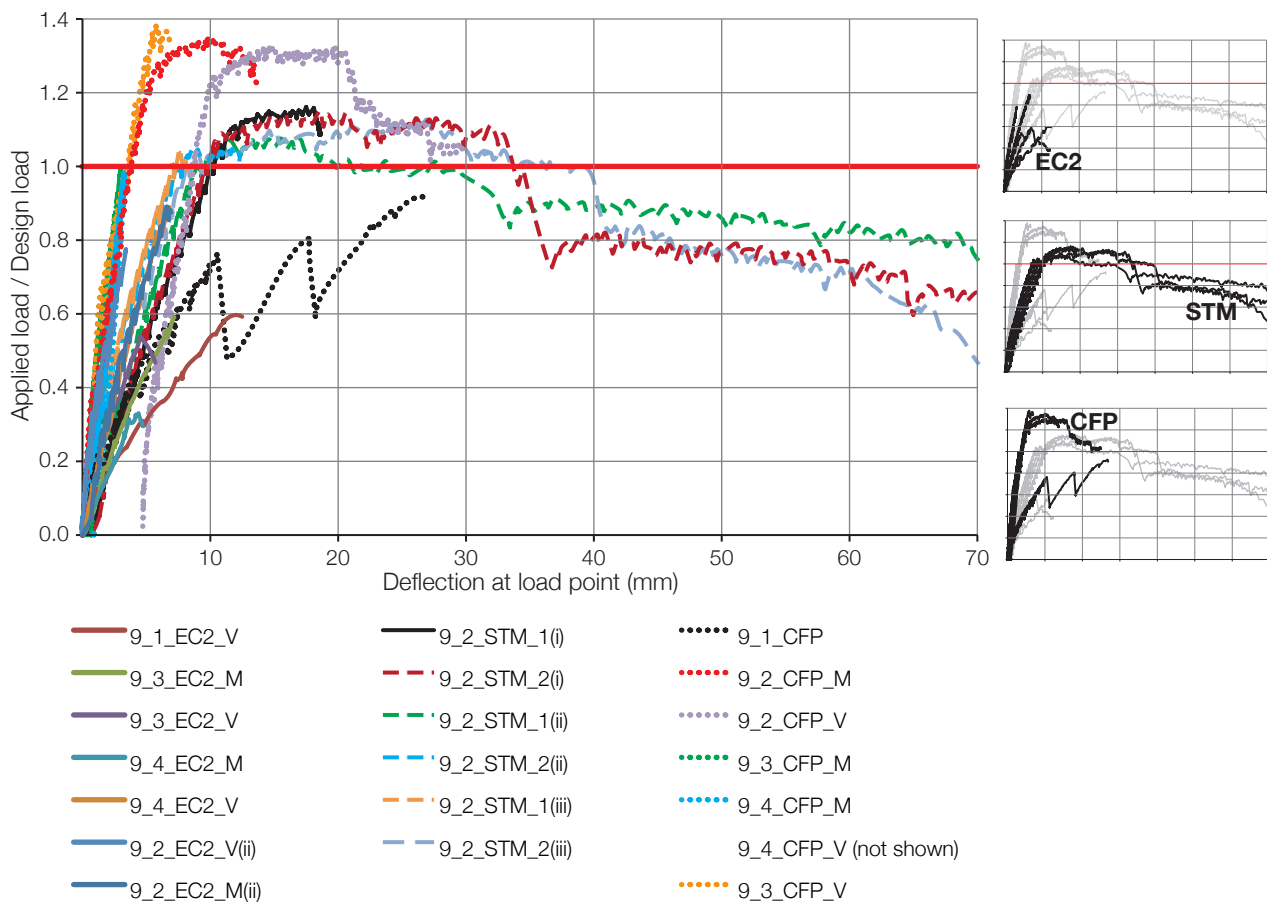 1.4
1.2
1.0
0.8
0.6
0.4
0.2
0.0
Applied load / Design load
10
20
30
40
50
60
70
Deflection at load point (mm)
EC2
STM
CFP
9_1_EC2_V
9_2_STM_1(i)
9_1_CFP
9_3_EC2_M
9_2_STM_2(i)
9_2_CFP_M
9_3_EC2_V
9_2_STM_1(ii)
9_2_CFP_V
9_4_EC2_M
9_2_STM_2(ii)
9_3_CFP_M
9_4_EC2_V
9_2_STM_1(iii)
9_4_CFP_M
9_2_EC2_V(ii)
9_2_STM_2(iii)
9_4_CFP_V (not shown)
9_2_EC2_M(ii)
9_3_CFP_V